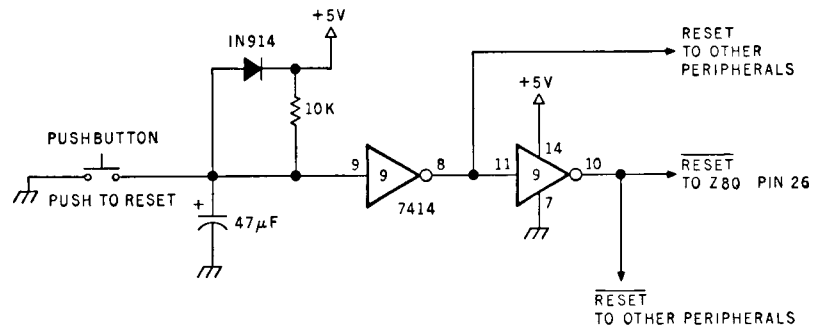 +5V
IN914
RESET
TO OTHER
PERIPHERALS
10K
+5V
PUSHBUTTON
9
9
8
11
9
14
10
RESET
TO Z80 PIN 26
PUSH TO RESET
+
47µF
7414
7
RESET
TO OTHER PERIPHERALS